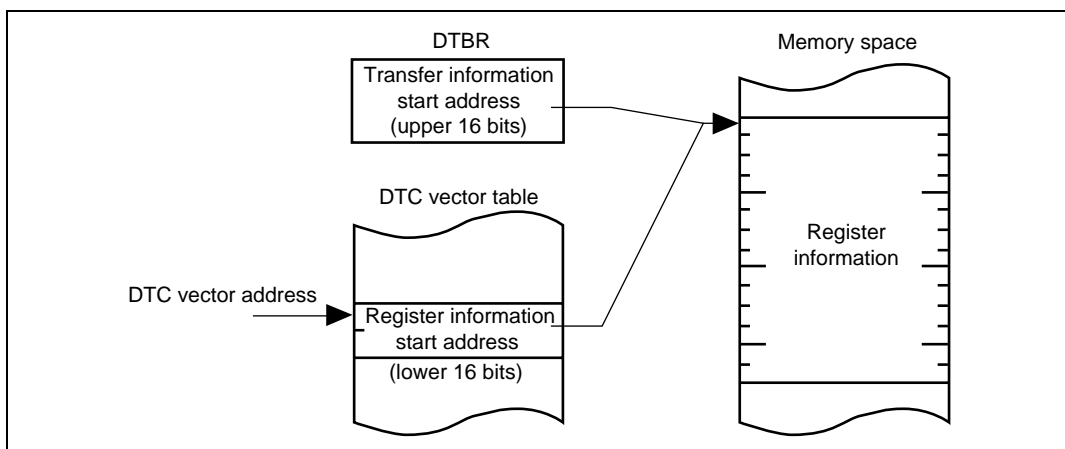 DTBR
Transfer information
start address
(upper 16 bits)
Memory space
DTC vector table
DTC vector address
Register information
start address
(lower 16 bits)
Register
information